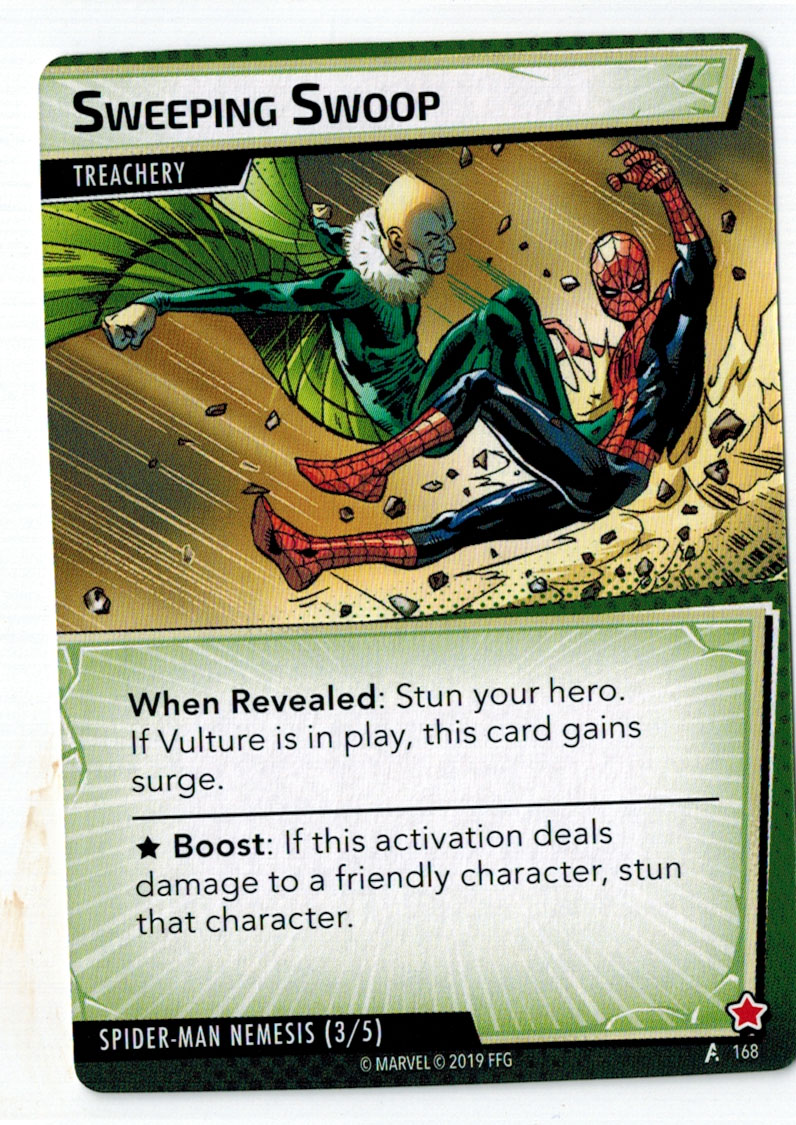 SWEEPING SWOOP
TREACHERY
When Revealed: Stun your hero.
If Vulture is in play, this card gains
surge.
★ Boost: If this activation deals
damage to a friendly character, stun
that character.
SPIDER-MAN NEMESIS (3/5)
© MARVEL © 2019 FFG
168